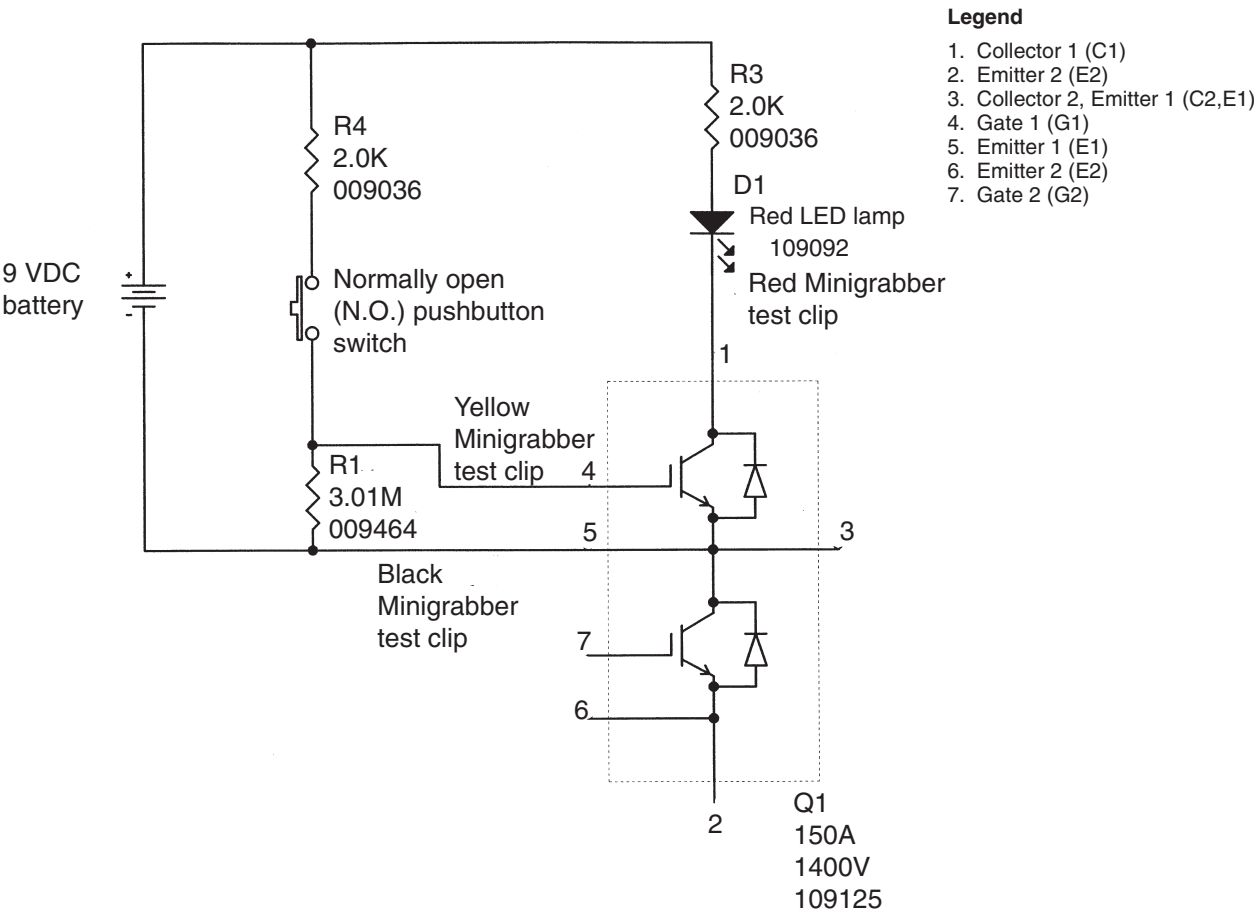 Legend
1. Collector 1 (C1)
2. Emitter 2 (E2)
3. Collector 2, Emitter 1 (C2,E1)
4. Gate 1 (G1)
5. Emitter 1 (E1)
6. Emitter 2 (E2)
7. Gate 2 (G2)
R3
2.0K
009036
R4
2.0K
009036
D1
Red LED lamp
109092
Red Minigrabber
test clip
9 VDC
battery
+
-
Normally open
(N.O.) pushbutton
switch
1
Yellow
Minigrabber
test clip
4
R1
3.01M
009464
5
3
Black
Minigrabber
test clip
7
6
2
Q1
150A
1400V
109125